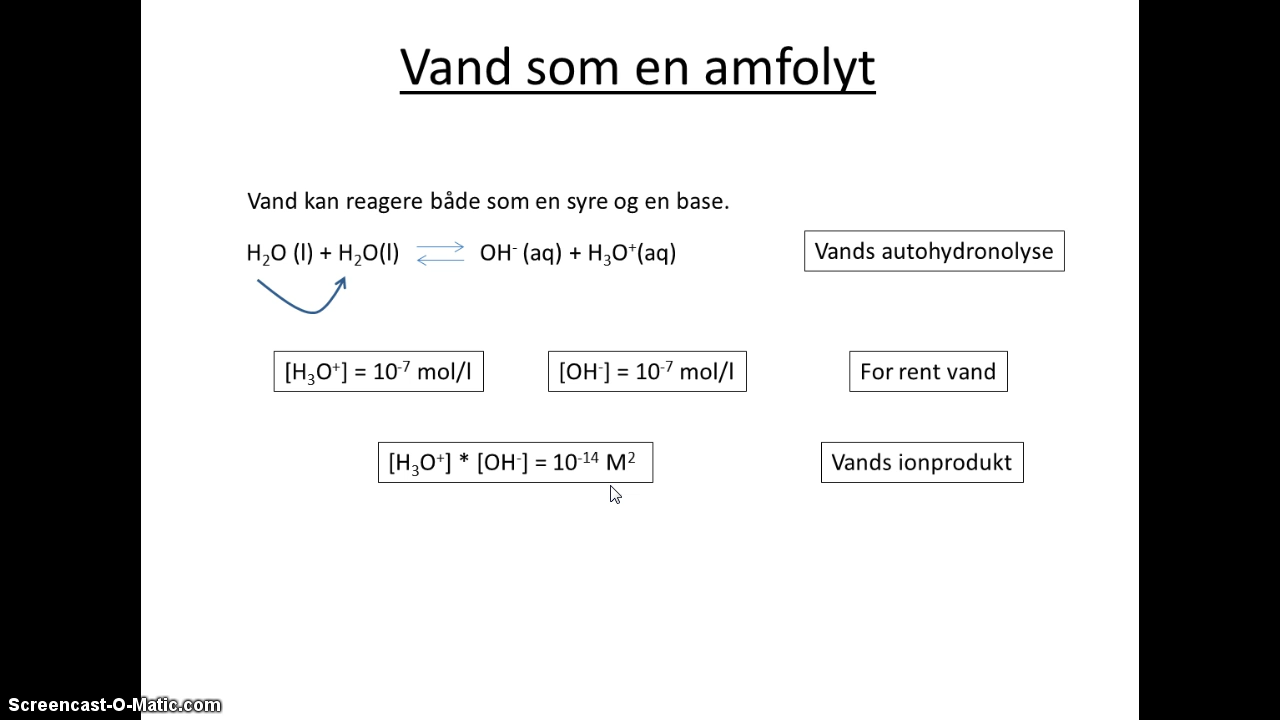 Vand som en amfolyt
Vand kan reagere både som en syre og en base.
H₂O (l) + H₂O(l) ⇌ OH⁻ (aq) + H₃O⁺(aq)
Vands autohydronolyse
[H₃O⁺] = 10⁻⁷ mol/l
[OH⁻] = 10⁻⁷ mol/l
For rent vand
[H₃O⁺] * [OH⁻] = 10⁻¹⁴ M²
Vands ionprodukt
Screencast-O-Matic.com